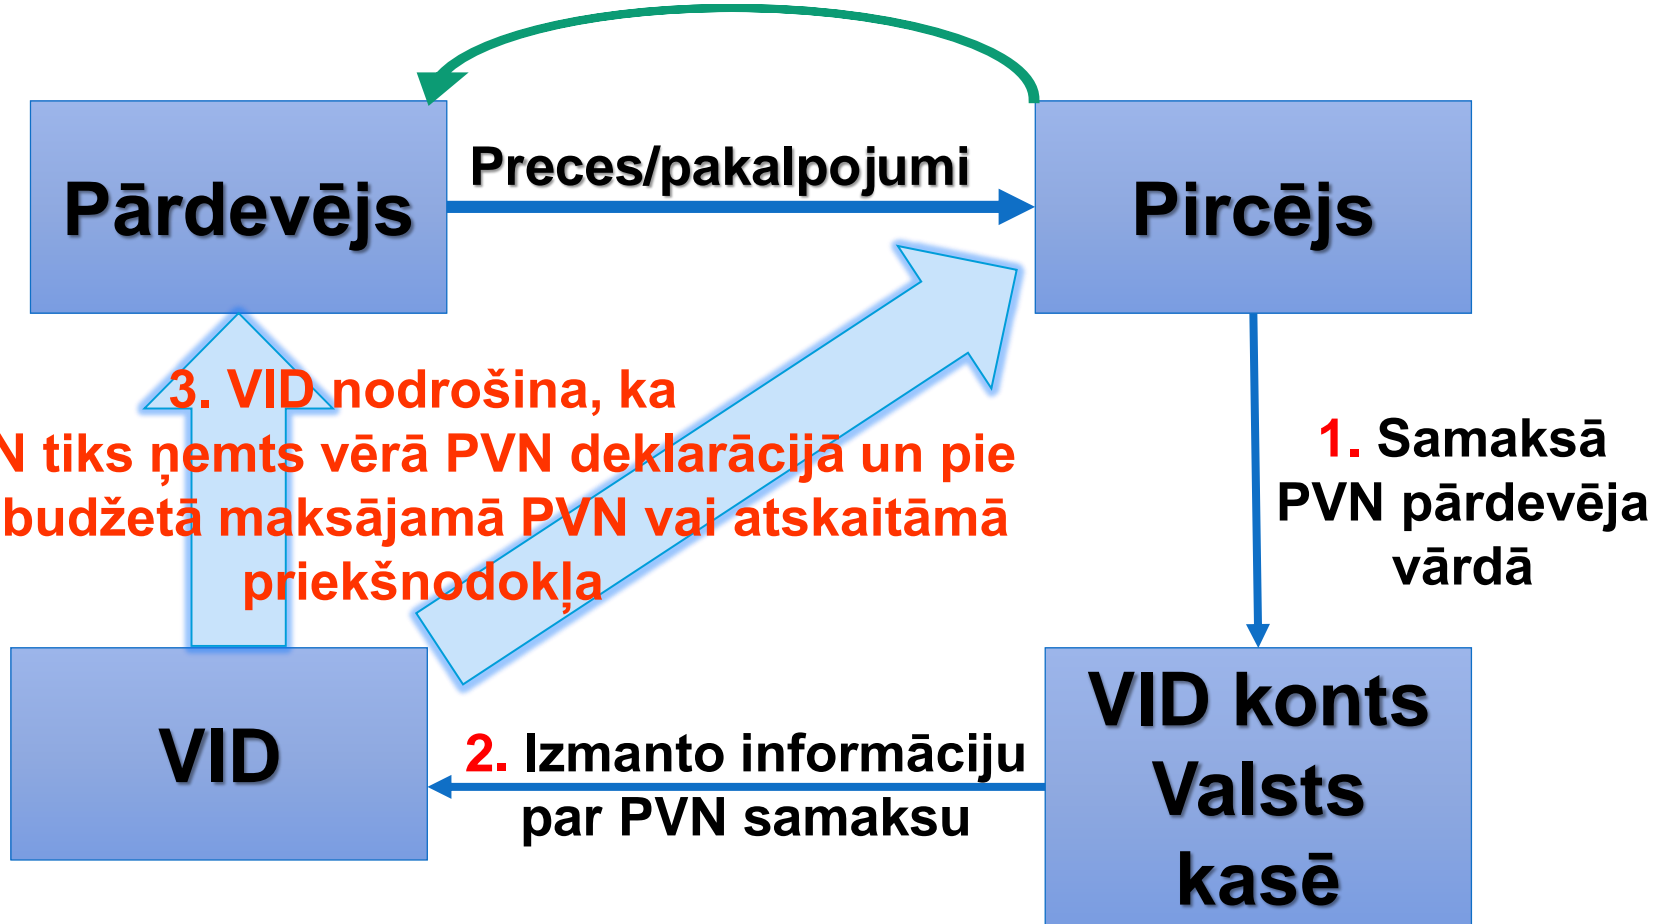 Preces/pakalpojumi
Pārdevējs
Pircējs
3. VID nodrošina, ka
N tiks ņemts vērā PVN deklarācijā un pie
budžetā maksājamā PVN vai atskaitāmā
priekšnodokļa
1. Samaksā
PVN pārdevēja
vārdā
VID
2. Izmanto informāciju
par PVN samaksu
VID konts
Valsts
kasē